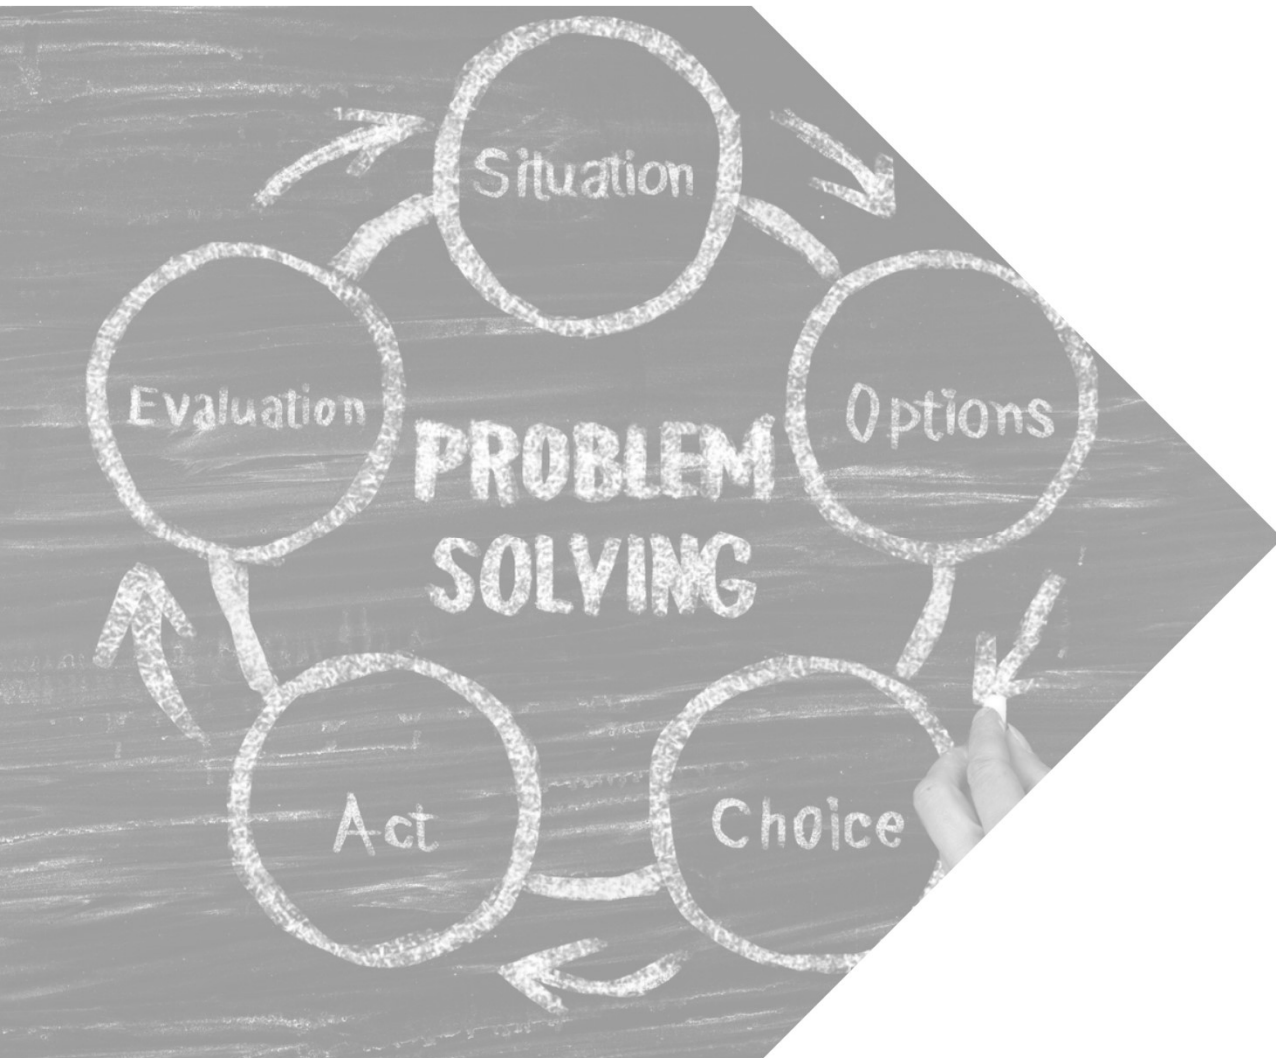 Situation
Options
Choice
Act
Evaluation
PROBLEM
SOLVING